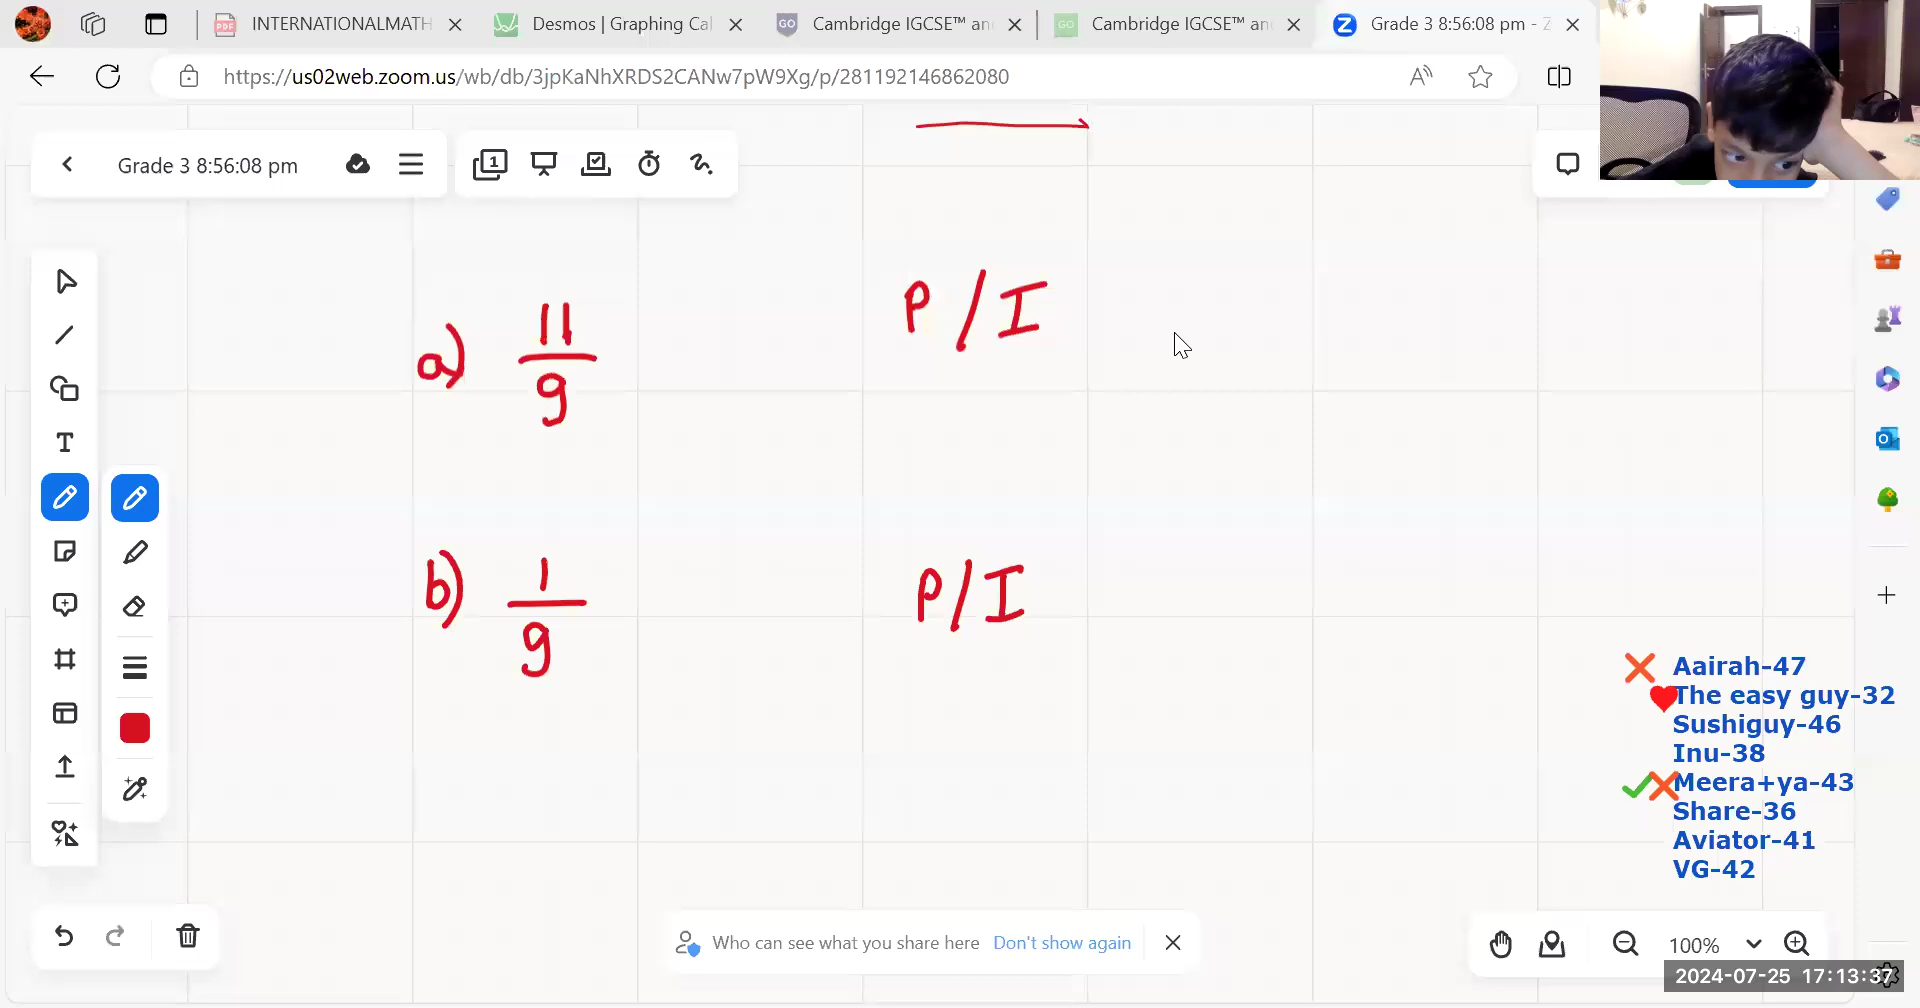 INTERNATIONALMATH
Desmos | Graphing Cal
Cambridge IGCSE™ an
Cambridge IGCSE™ an
Grade 3 8:56:08 pm - Z
https://us02web.zoom.us/wb/db/3jpKaNhXRDS2CANw7pW9Xg/p/281192146862080
Grade 3 8:56:08 pm
a) 11/9 P/I
b) 1/9 P/I
Aairah-47
The easy guy-32
Sushiguy-46
Inu-38
Meera+ya-43
Share-36
Aviator-41
VG-42
Who can see what you share here Don't show again
100%
2024-07-25 17:13:37